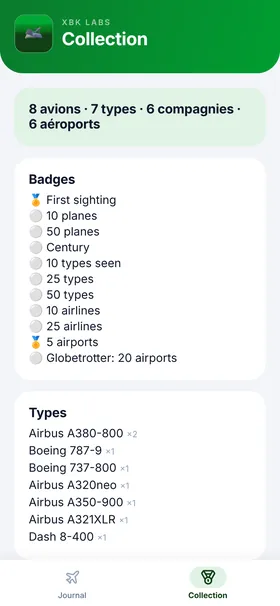 XBK LABS
Collection
8 avions · 7 types · 6 compagnies ·
6 aéroports
Badges
🏅 First sighting
⚪ 10 planes
⚪ 50 planes
⚪ Century
⚪ 10 types seen
⚪ 25 types
⚪ 50 types
⚪ 10 airlines
⚪ 25 airlines
🏅 5 airports
⚪ Globetrotter: 20 airports
Types
Airbus A380-800 ×2
Boeing 787-9 ×1
Boeing 737-800 ×1
Airbus A320neo ×1
Airbus A350-900 ×1
Airbus A321XLR ×1
Dash 8-400 ×1
Journal
Collection